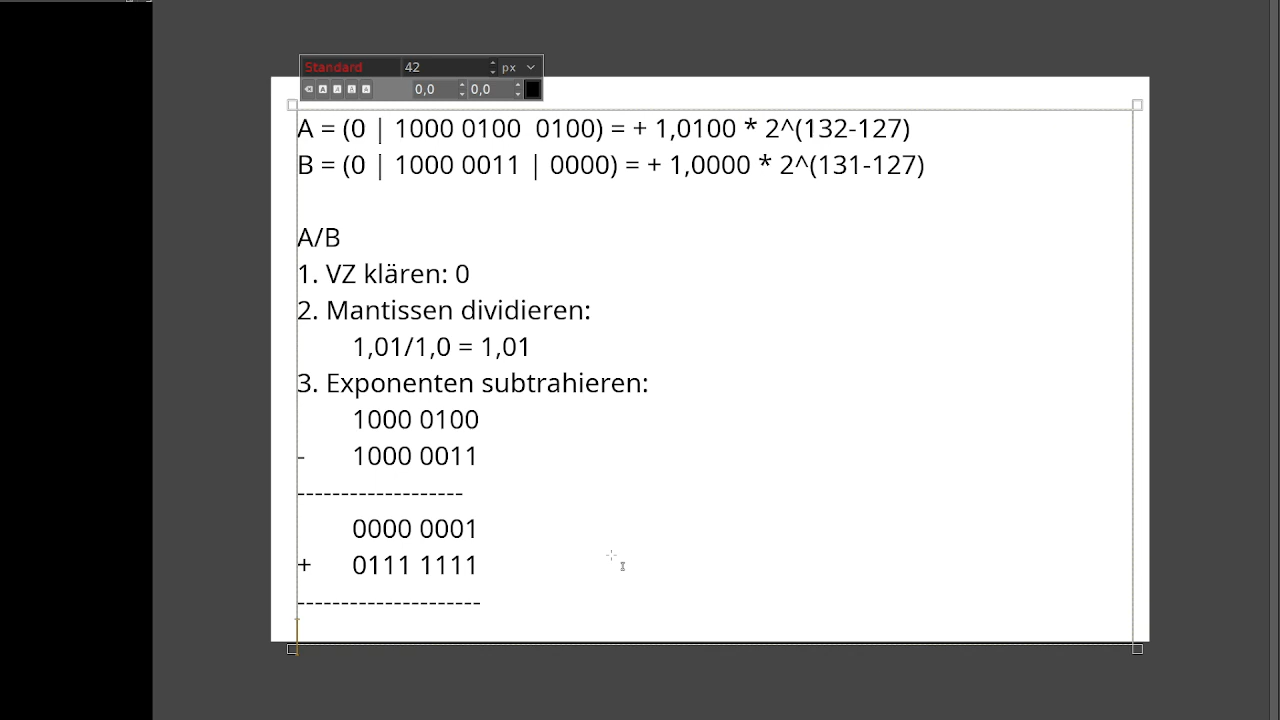 Standard 42 px
0,0 0,0
A = (0 | 1000 0100  0100) = + 1,0100 * 2^(132-127)
B = (0 | 1000 0011 | 0000) = + 1,0000 * 2^(131-127)
A/B
1. VZ klären: 0
2. Mantissen dividieren:
1,01/1,0 = 1,01
3. Exponenten subtrahieren:
1000 0100
- 1000 0011
-------------------
0000 0001
+ 0111 1111
---------------------